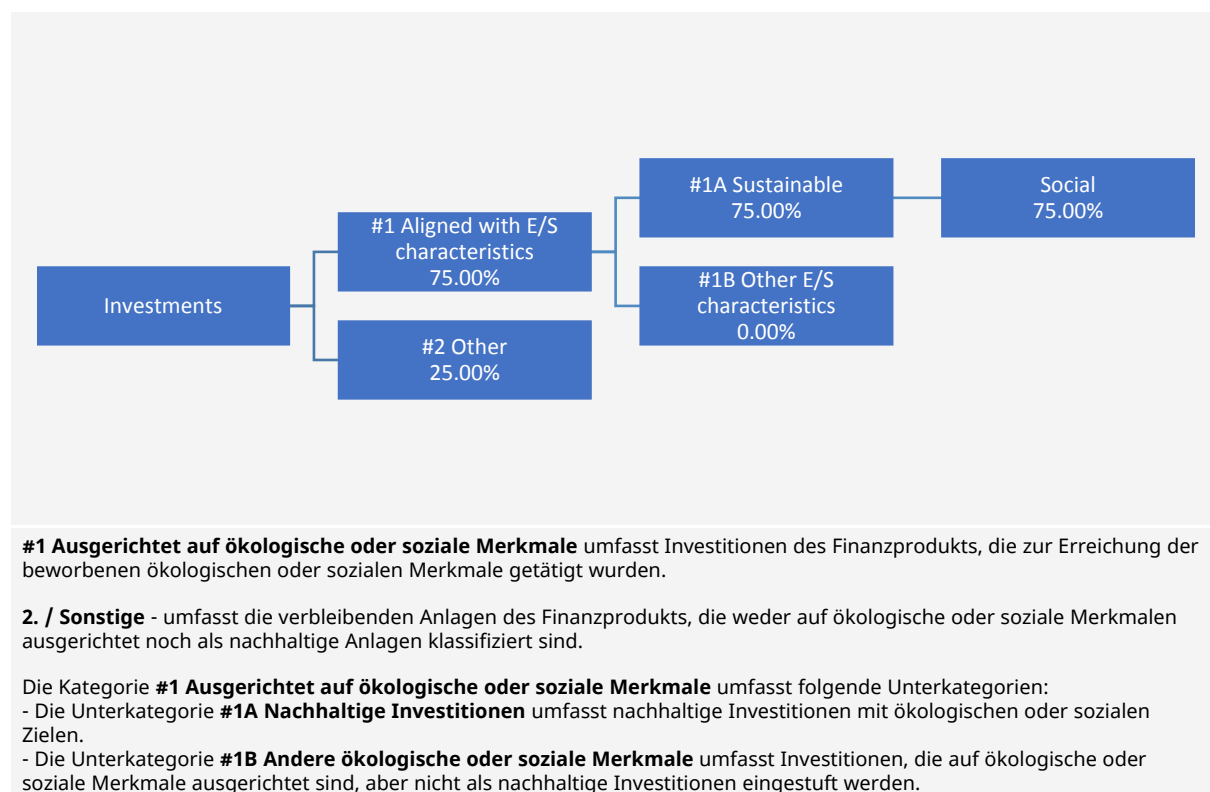 Investments
#1 Aligned with E/S
characteristics
75.00%
#2 Other
25.00%
#1A Sustainable
75.00%
#1B Other E/S
characteristics
0.00%
Social
75.00%
#1 Ausgerichtet auf ökologische oder soziale Merkmale umfasst Investitionen des Finanzprodukts, die zur Erreichung der
beworbenen ökologischen oder sozialen Merkmale getätigt wurden.
2. / Sonstige - umfasst die verbleibenden Anlagen des Finanzprodukts, die weder auf ökologische oder soziale Merkmalen
ausgerichtet noch als nachhaltige Anlagen klassifiziert sind.
Die Kategorie #1 Ausgerichtet auf ökologische oder soziale Merkmale umfasst folgende Unterkategorien:
- Die Unterkategorie #1A Nachhaltige Investitionen umfasst nachhaltige Investitionen mit ökologischen oder sozialen
Zielen.
- Die Unterkategorie #1B Andere ökologische oder soziale Merkmale umfasst Investitionen, die auf ökologische oder
soziale Merkmale ausgerichtet sind, aber nicht als nachhaltige Investitionen eingestuft werden.